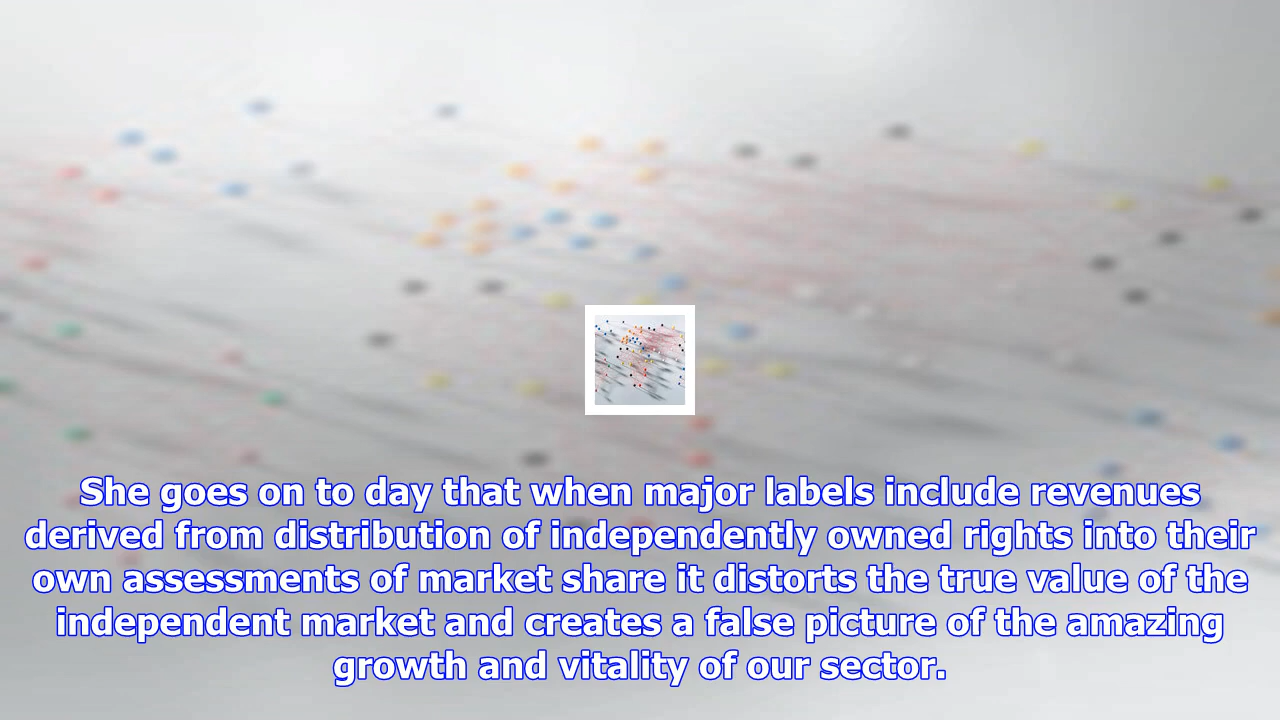 She goes on to day that when major labels include revenues
derived from distribution of independently owned rights into their
own assessments of market share it distorts the true value of the
independent market and creates a false picture of the amazing
growth and vitality of our sector.